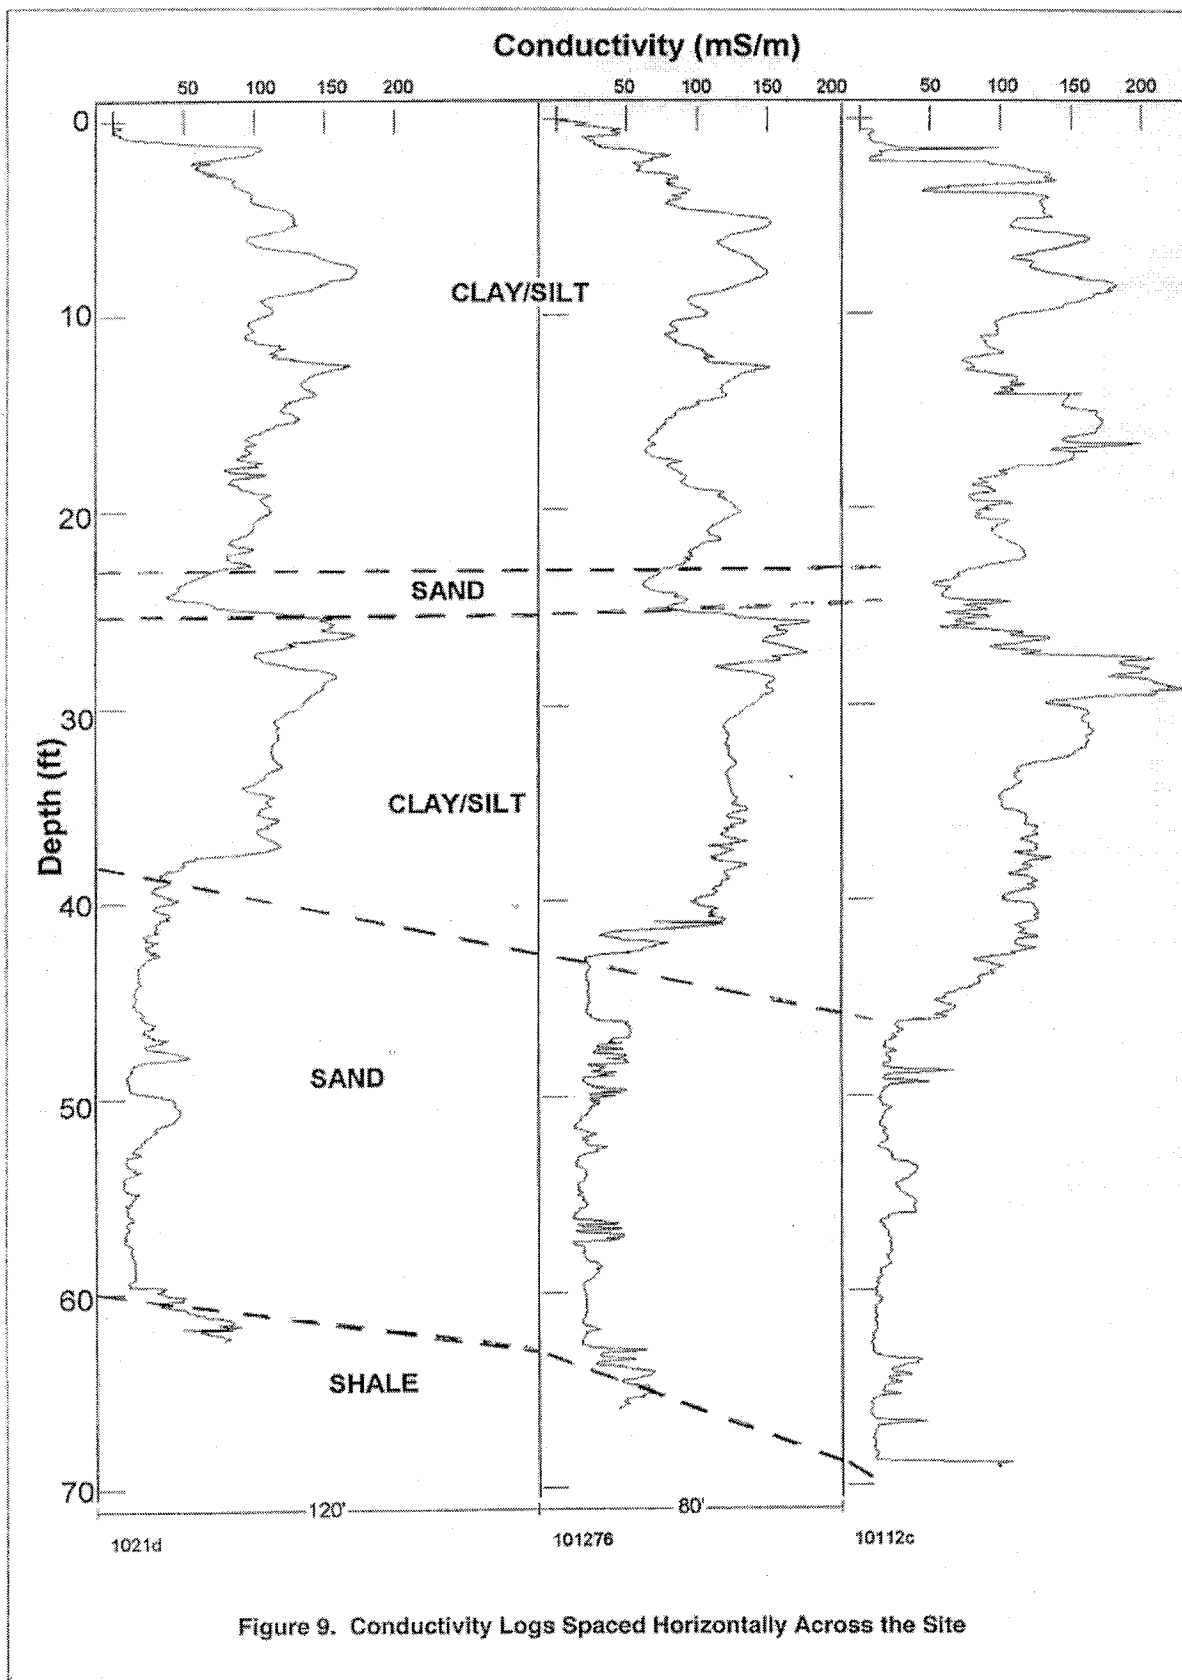 Conductivity (mS/m)
50 100 150 200 50 100 150 200 50 100 150 200
0
CLAY/SILT
10
20
SAND
30
Depth (ft)
CLAY/SILT
40
SAND
50
60
SHALE
70
120' 80'
1021d 101276 10112c
Figure 9. Conductivity Logs Spaced Horizontally Across the Site